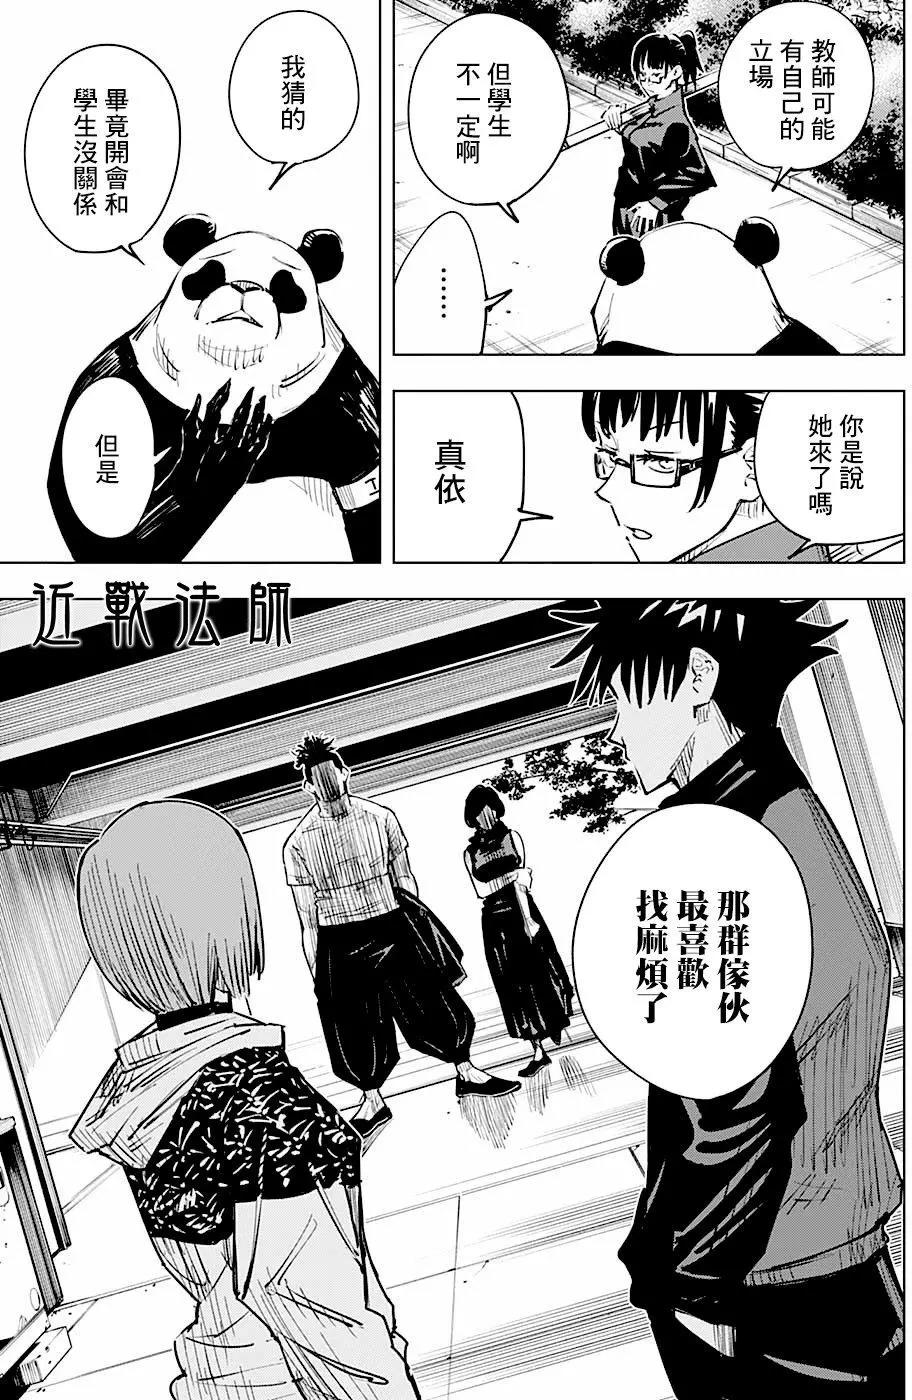 教師可能
有自己的
立場
但學生
不一定啊
……
你是說
她來了嗎
真依
我猜的
畢竟開會和
學生沒關係
但是
近戰法師
那群傢伙
最喜歡
找麻煩了